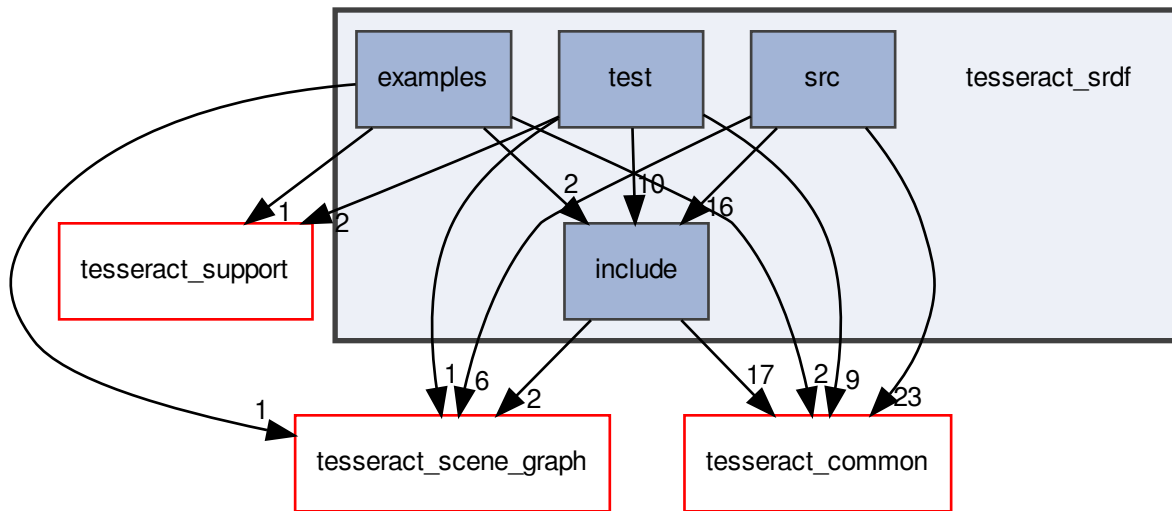 examples
test
src
tesseract_srdf
2
10
16
1
2
tesseract_support
include
1
1
6
2
17
2
9
23
tesseract_scene_graph
tesseract_common